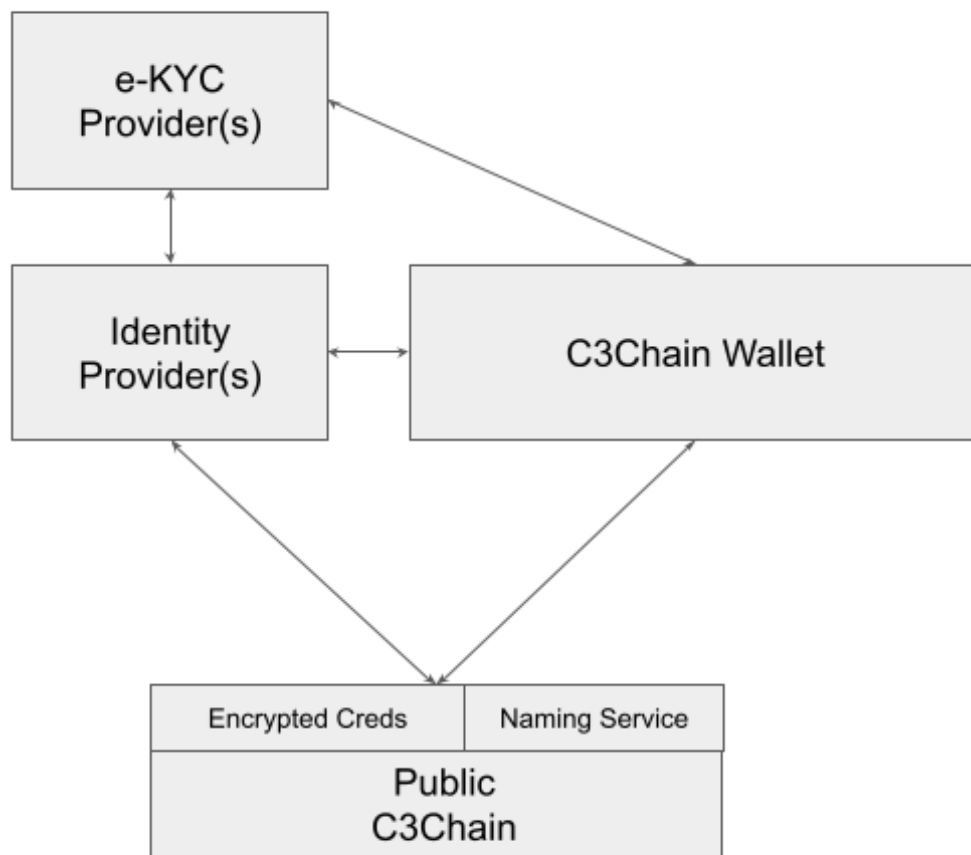 e-KYC
Provider(s)
Identity
Provider(s)
C3Chain Wallet
Encrypted Creds
Naming Service
Public
C3Chain